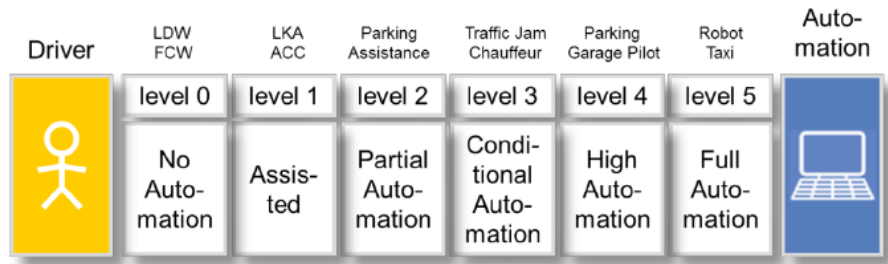 Driver
LDW
FCW
LKA
ACC
Parking
Assistance
Traffic Jam
Chauffeur
Parking
Garage Pilot
Robot
Taxi
Auto-
mation
level 0
level 1
level 2
level 3
level 4
level 5
No
Auto-
mation
Assis-
ted
Partial
Auto-
mation
Condi-
tional
Auto-
mation
High
Auto-
mation
Full
Auto-
mation